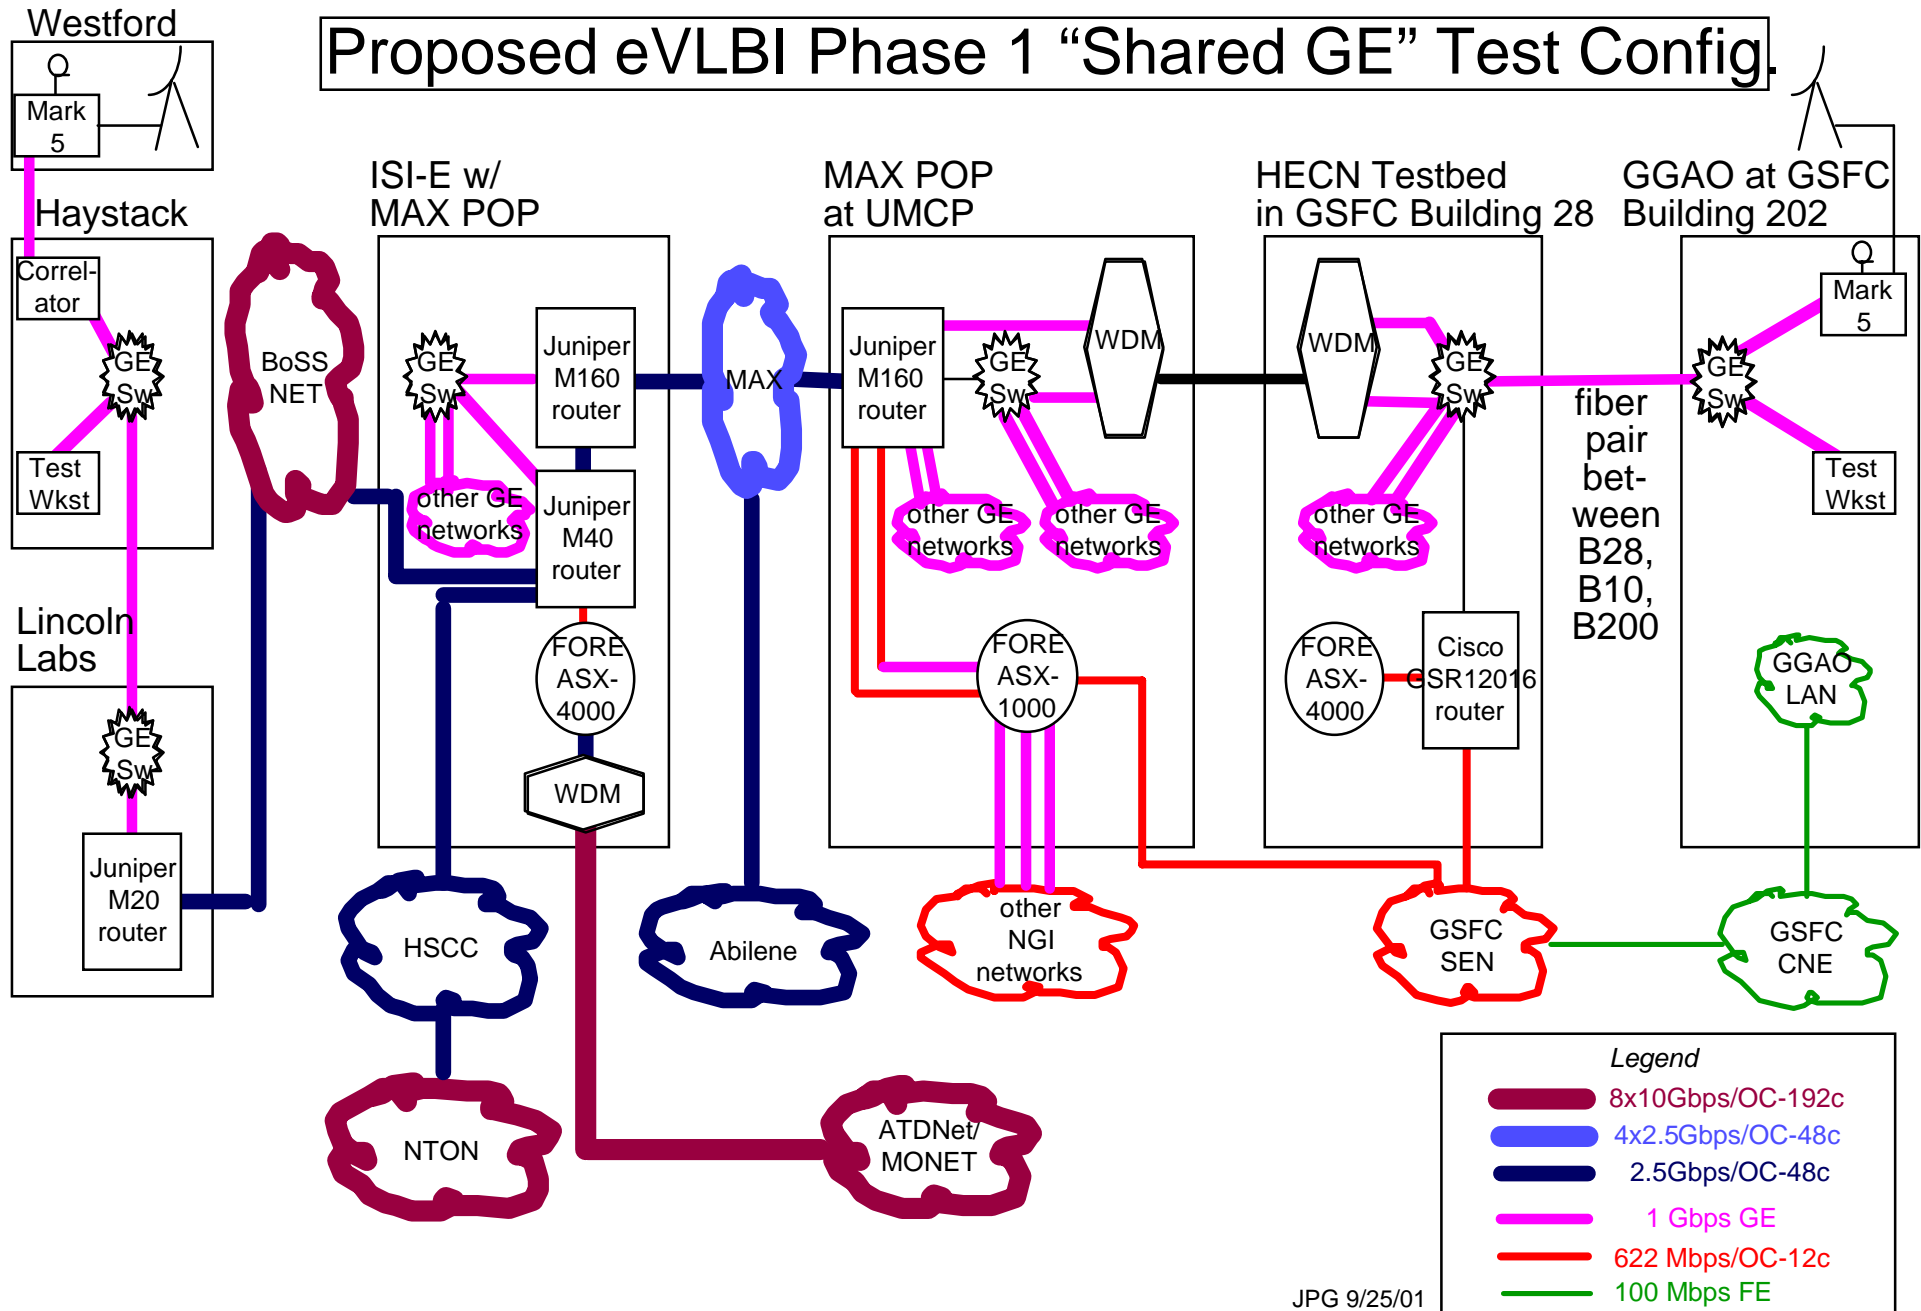 Westford
Proposed eVLBI Phase 1 “Shared GE” Test Config.
Mark
5
ISI-E w/
MAX POP
MAX POP
at UMCP
HECN Testbed
in GSFC Building 28
GGAO at GSFC
Building 202
Haystack
Correl-
ator
GE
Sw
Test
Wkst
BoSS
NET
GE
Sw
Juniper
M160
router
other GE
networks
Juniper
M40
router
FORE
ASX-
4000
WDM
MAX
Juniper
M160
router
GE
Sw
WDM
other GE
networks
other GE
networks
FORE
ASX-
1000
WDM
GE
Sw
other GE
networks
FORE
ASX-
4000
Cisco
GSR12016
router
fiber
pair
bet-
ween
B28,
B10,
B200
Mark
5
GE
Sw
Test
Wkst
GGAO
LAN
Lincoln
Labs
GE
Sw
Juniper
M20
router
HSCC
Abilene
other
NGI
networks
GSFC
SEN
GSFC
CNE
NTON
ATDNet/
MONET
Legend
8x10Gbps/OC-192c
4x2.5Gbps/OC-48c
2.5Gbps/OC-48c
1 Gbps GE
622 Mbps/OC-12c
100 Mbps FE
JPG 9/25/01